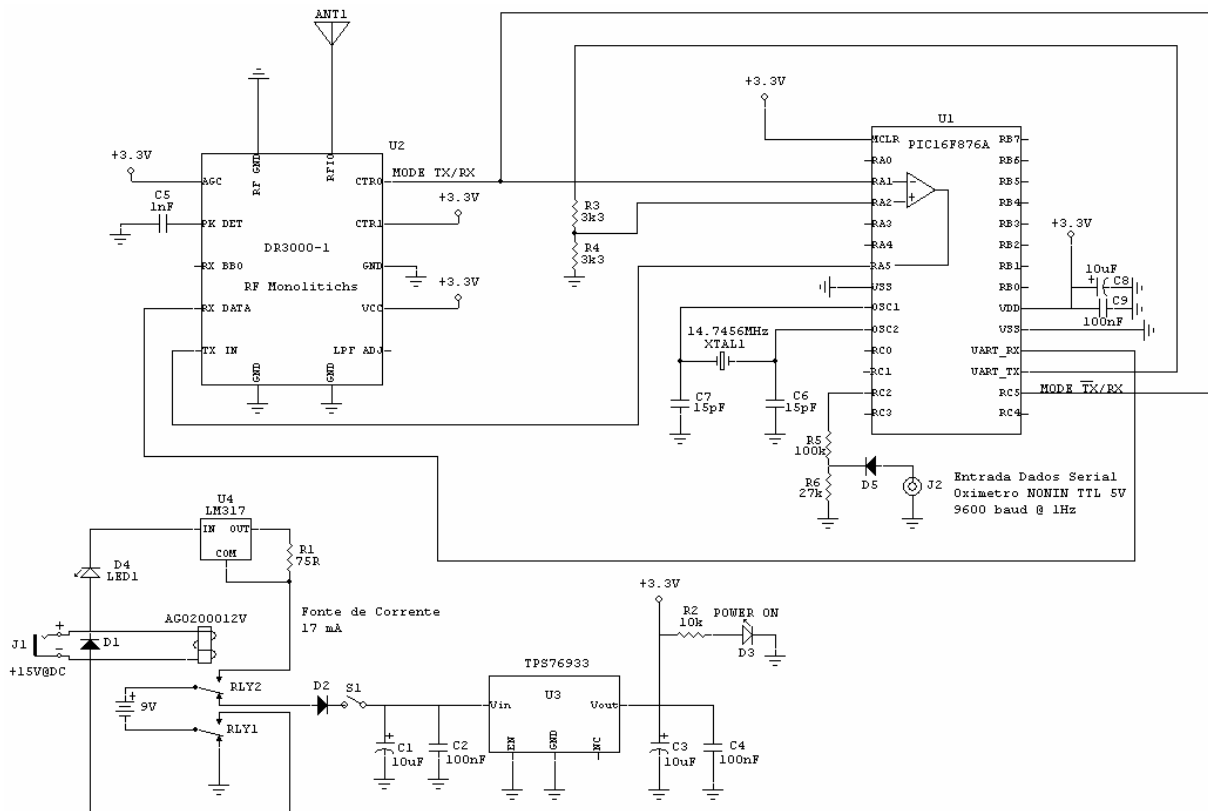 ANT1
+3.3V
U1
U2
+3.3V
RF GND
RFIO
AGC
CTR0
MODE TX/RX
C5
1nF
PK DET
CTR1
+3.3V
DR3000-1
RX BB0
GND
+3.3V
RF Monolitichs
RX DATA
VCC
TX IN
LPF ADJ
GND
GND
R3
3k3
R4
3k3
MCLR
PIC16F876A
RB7
RA0
RB6
RA1
RB5
RA2
RB4
RA3
RB3
RA4
RB2
RA5
RB1
VSS
RB0
OSC1
VDD
OSC2
VSS
RC0
UART_RX
RC1
UART_TX
RC2
RC5
RC3
RC4
-
+
+3.3V
10uF
+
C8
C9
100nF
MODE TX/RX
14.7456MHz
XTAL1
C7
15pF
C6
15pF
R5
100k
R6
27k
D5
J2
Entrada Dados Serial
Oximetro NONIN TTL 5V
9600 baud @ 1Hz
U4
LM317
IN
OUT
COM
R1
75R
D4
LED1
Fonte de Corrente
17 mA
AGO200012V
J1
+
-
D1
+15V@DC
RLY2
+
9V
RLY1
D2
S1
TPS76933
U3
Vin
Vout
EN
GND
NC
+
C1
10uF
C2
100nF
+3.3V
R2
10k
POWER ON
D3
+
C3
10uF
C4
100nF